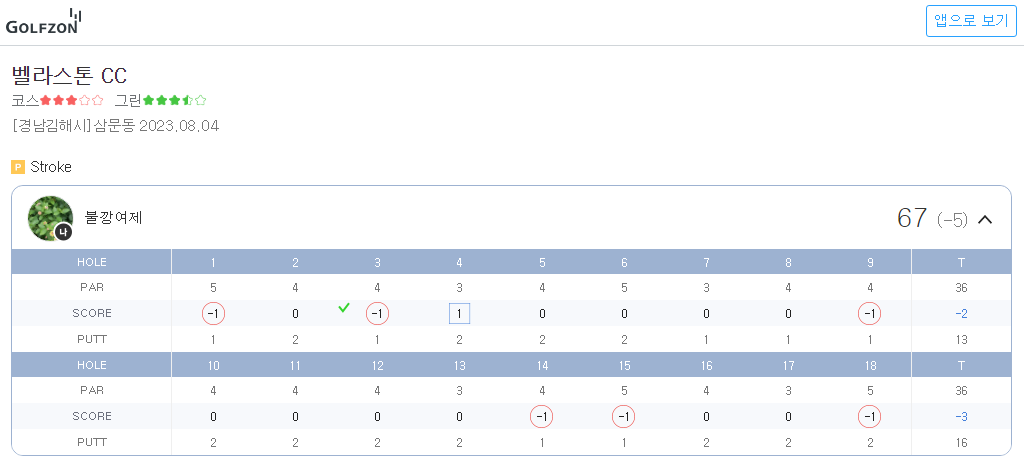 GOLFZON
앱으로 보기
벨라스톤 CC
코스 그린
[경남김해시]삼문동 2023.08.04
P Stroke
나 불깡여제 67 (-5)
HOLE 1 2 3 4 5 6 7 8 9 T
PAR 5 4 4 3 4 5 3 4 4 36
SCORE -1 0 -1 1 0 0 0 0 -1 -2
PUTT 1 2 1 2 2 2 1 1 1 13
HOLE 10 11 12 13 14 15 16 17 18 T
PAR 4 4 4 3 4 5 4 3 5 36
SCORE 0 0 0 0 -1 -1 0 0 -1 -3
PUTT 2 2 2 2 1 1 2 2 2 16